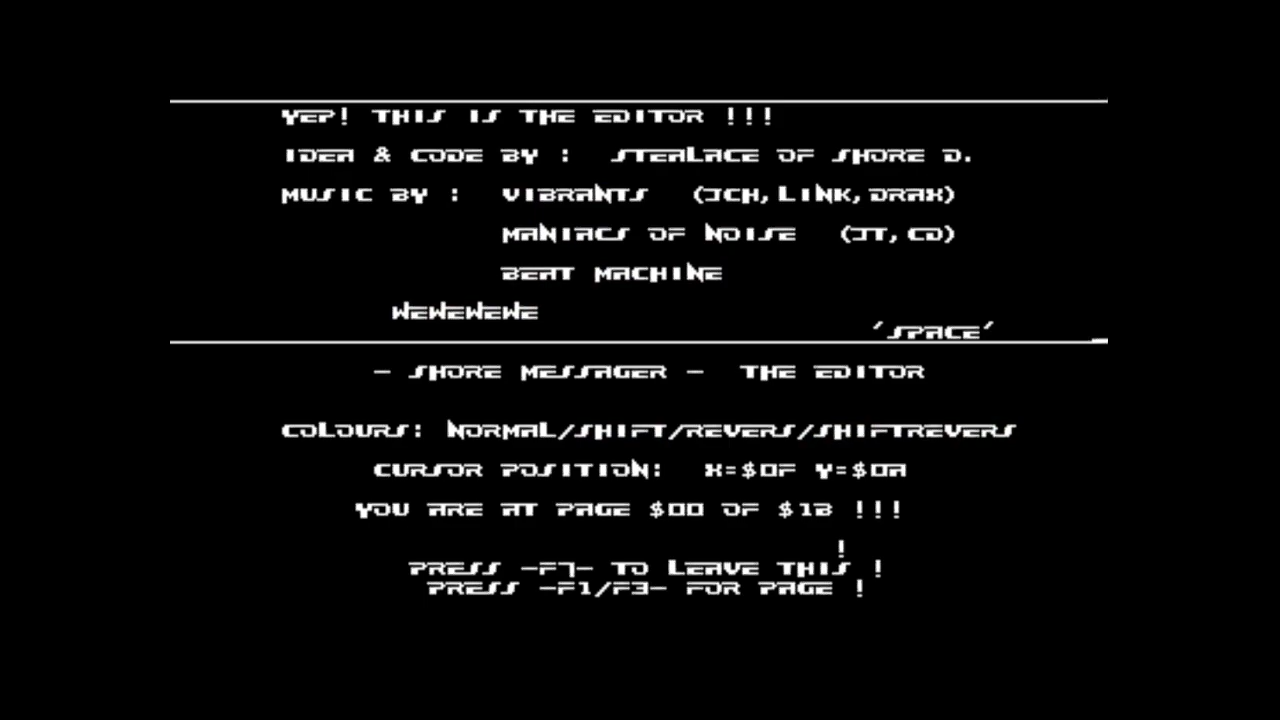 YEP! THIS IS THE EDITOR !!!
IDEA & CODE BY : STEALACE OF SHORE D.
MUSIC BY : VIBRANTS (JCH,LINK,DRAX)
MANIACS OF NOISE (JT,CD)
BEAT MACHINE
WEWEWEWE
'SPACE'
- SHORE MESSAGER - THE EDITOR
COLOURS: NORMAL/SHIFT/REVERS/SHIFTREVERS
CURSOR POSITION: X=$0F Y=$0A
YOU ARE AT PAGE $00 OF $1B !!!
!
PRESS -F7- TO LEAVE THIS !
PRESS -F1/F3- FOR PAGE !